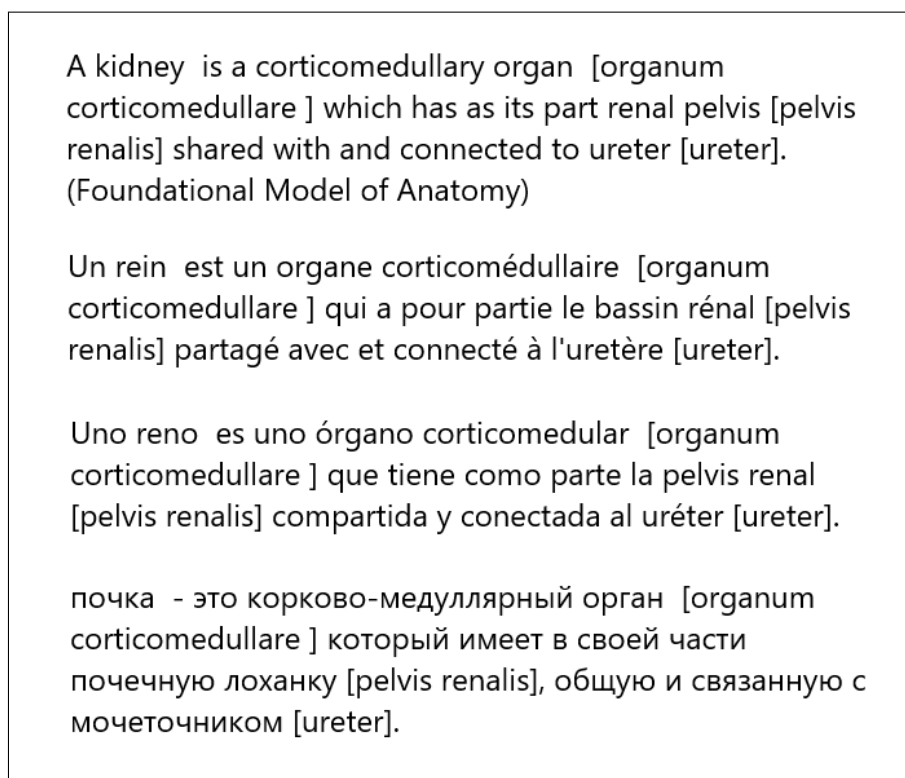 A kidney  is a corticomedullary organ  [organum
corticomedullare ] which has as its part renal pelvis [pelvis
renalis] shared with and connected to ureter [ureter].
(Foundational Model of Anatomy)
Un rein  est un organe corticomédullaire  [organum
corticomedullare ] qui a pour partie le bassin rénal [pelvis
renalis] partagé avec et connecté à l'uretère [ureter].
Uno reno  es uno órgano corticomedular  [organum
corticomedullare ] que tiene como parte la pelvis renal
[pelvis renalis] compartida y conectada al uréter [ureter].
почка  - это корково-медуллярный орган  [organum
corticomedullare ] который имеет в своей части
почечную лоханку [pelvis renalis], общую и связанную с
мочеточником [ureter].